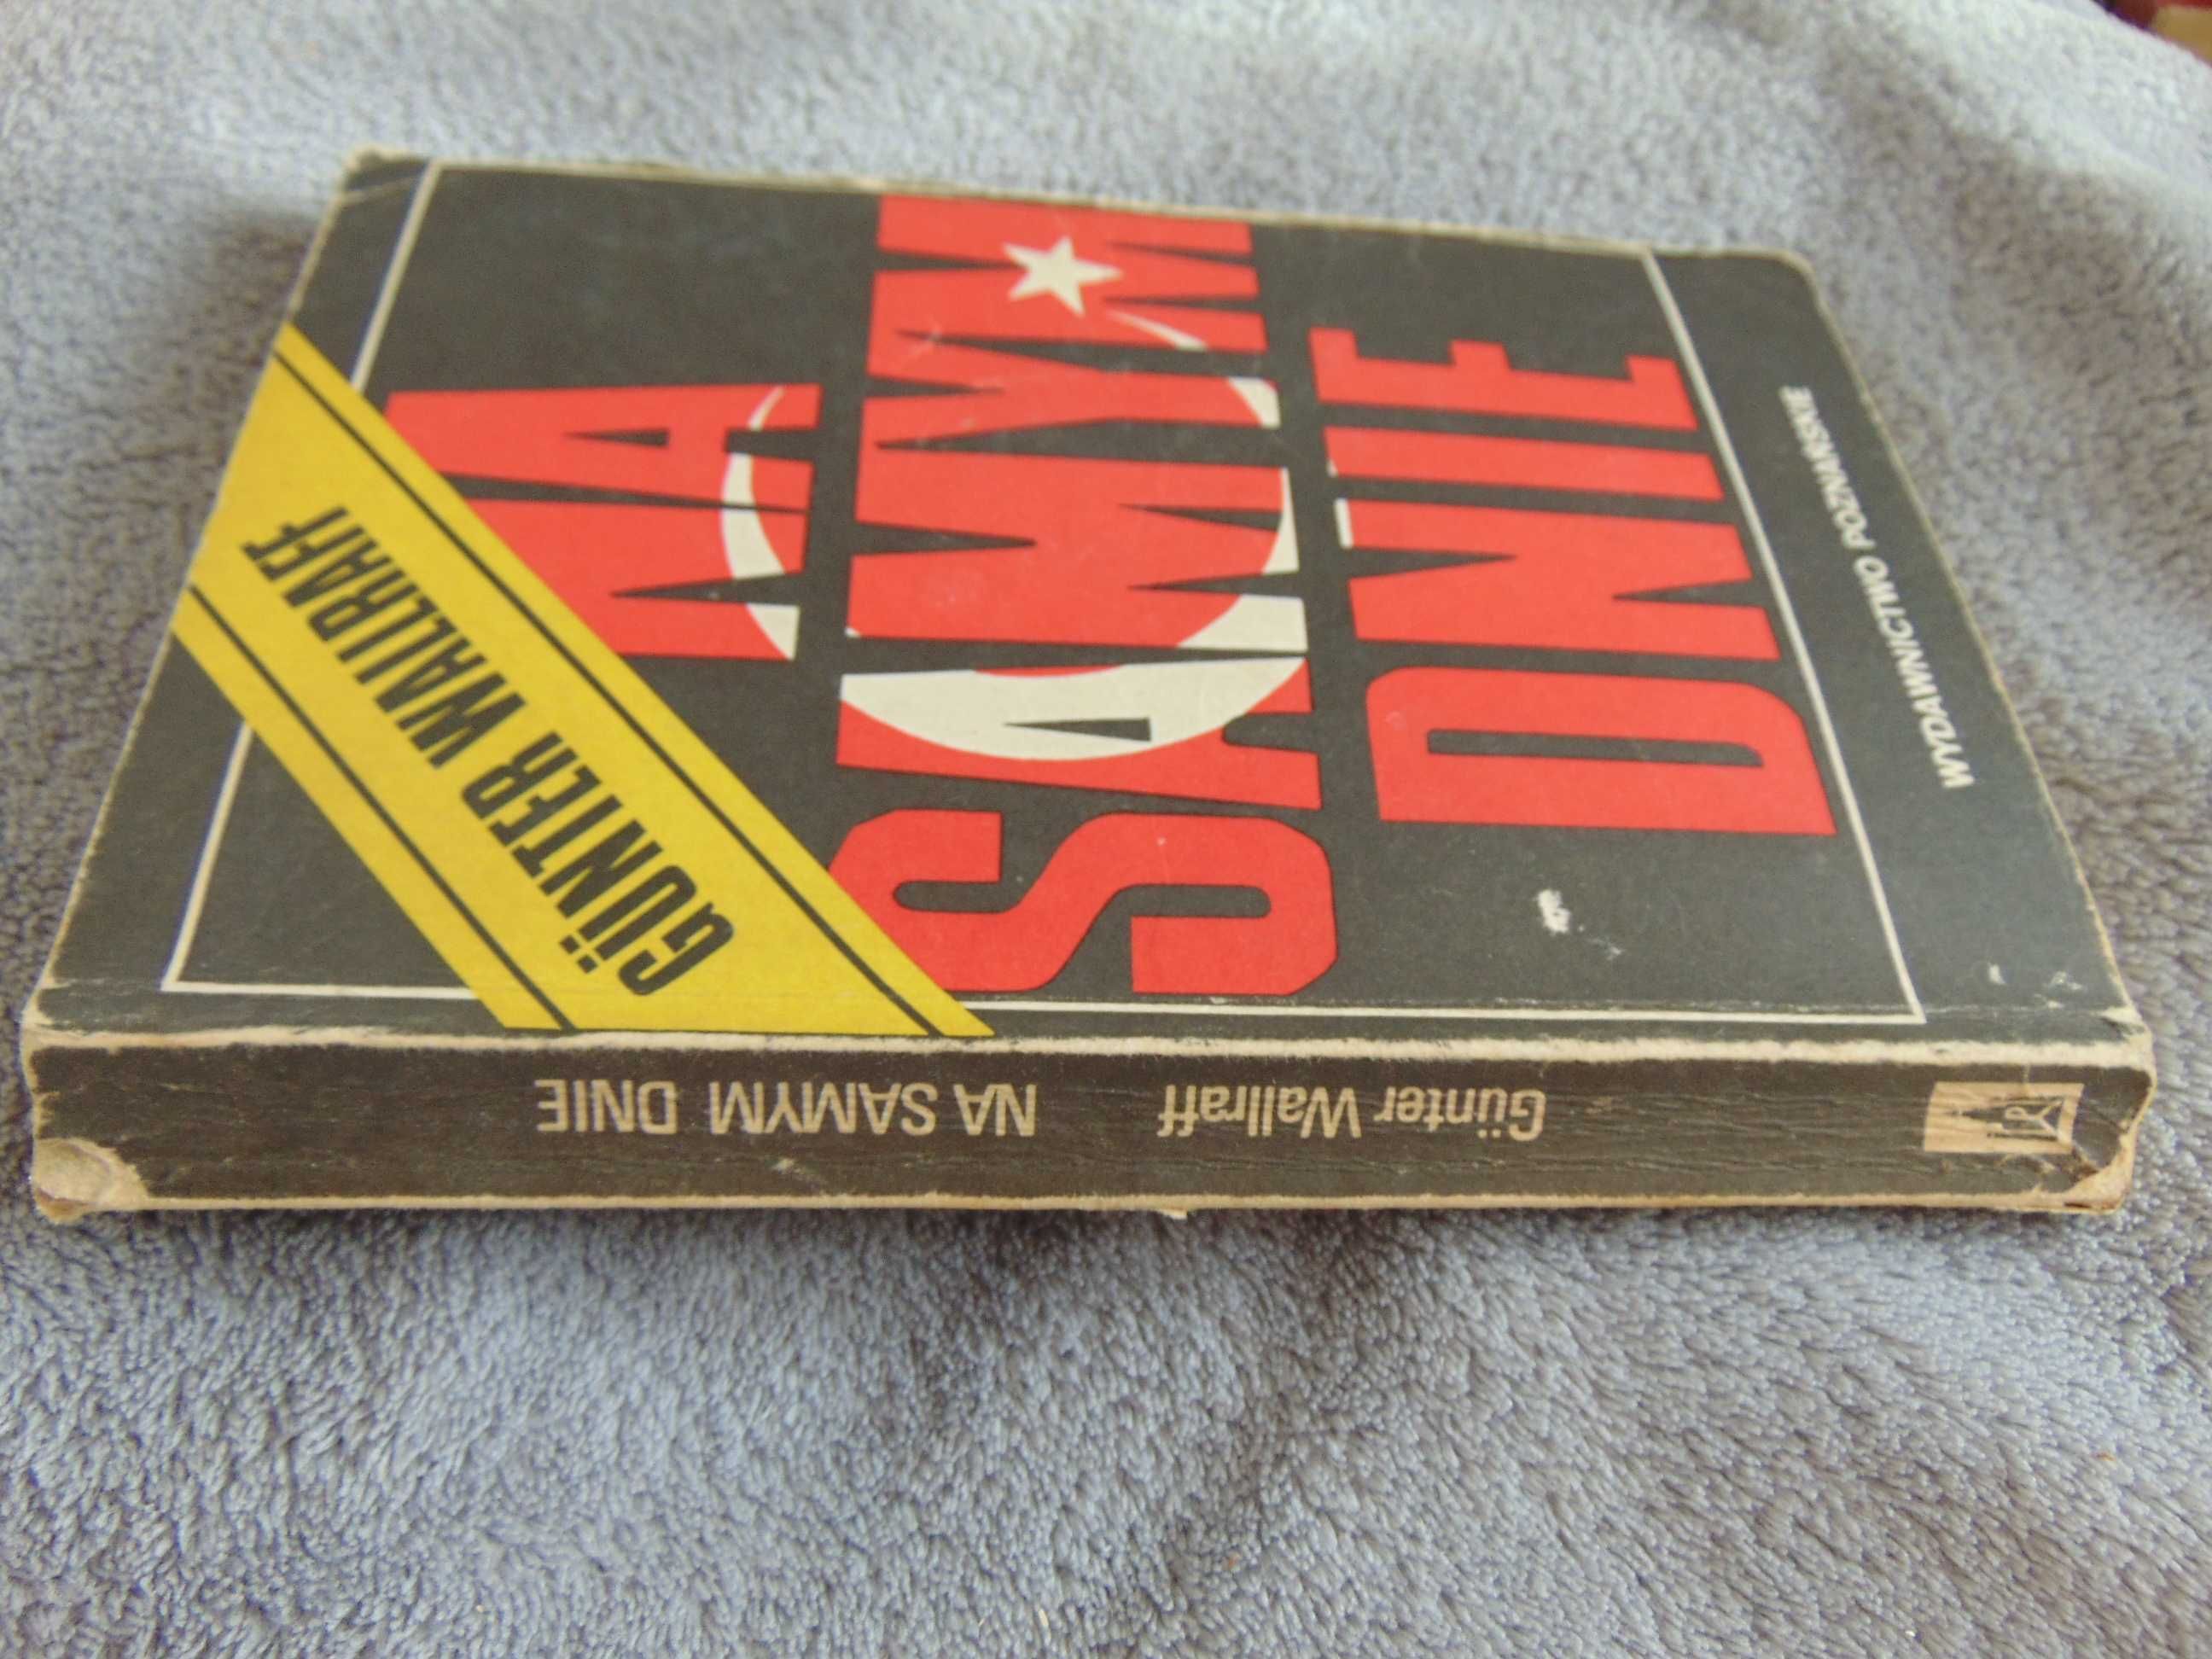 GÜNTER WALLRAFF
NA
SAMYM
DNIE
WYDAWNICTWO POZNAŃSKIE
Günter Wallraff NA SAMYM DNIE